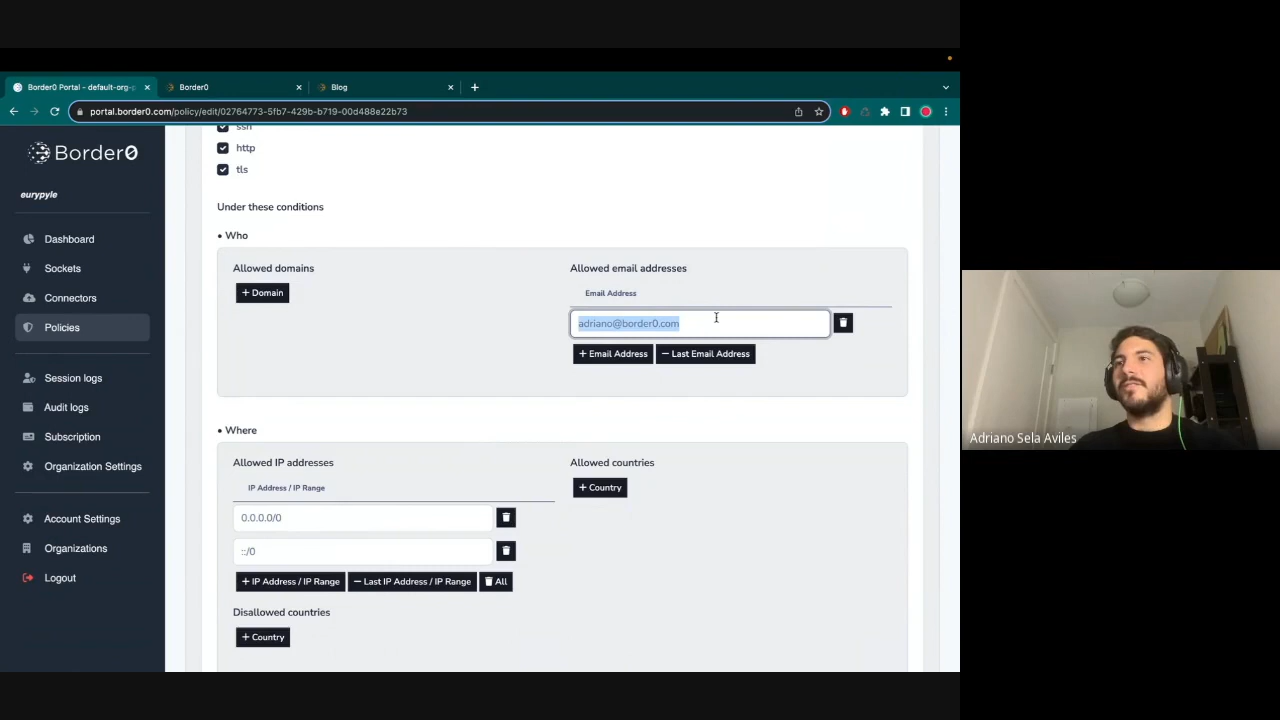 Border0 Portal - default-org-p
Border0
Blog
portal.border0.com/policy/edit/02764773-5fb7-429b-b719-00d488e22b73
Border0
eurypyle
Dashboard
Sockets
Connectors
Policies
Session logs
Audit logs
Subscription
Organization Settings
Account Settings
Organizations
Logout
ssh
http
tls
Under these conditions
• Who
Allowed domains
+ Domain
Allowed email addresses
Email Address
adriano@border0.com
+ Email Address
− Last Email Address
• Where
Allowed IP addresses
IP Address / IP Range
0.0.0.0/0
::/0
+ IP Address / IP Range
− Last IP Address / IP Range
All
Allowed countries
+ Country
Disallowed countries
+ Country
Adriano Sela Aviles